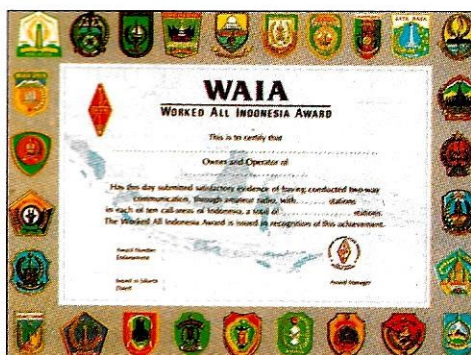 WAIA
WORKED ALL INDONESIA AWARD
This is to certify that
Owner and Operator of
Has this day submitted satisfactory evidence of having conducted two-way
communication, through amateur radio, with ........... stations
in each of ten call areas of Indonesia, a total of ........... stations.
The Worked All Indonesia Award is issued in recognition of this achievement.
Award Number
Endorsement
Issued in Jakarta
Award Manager
JAYA RAYA